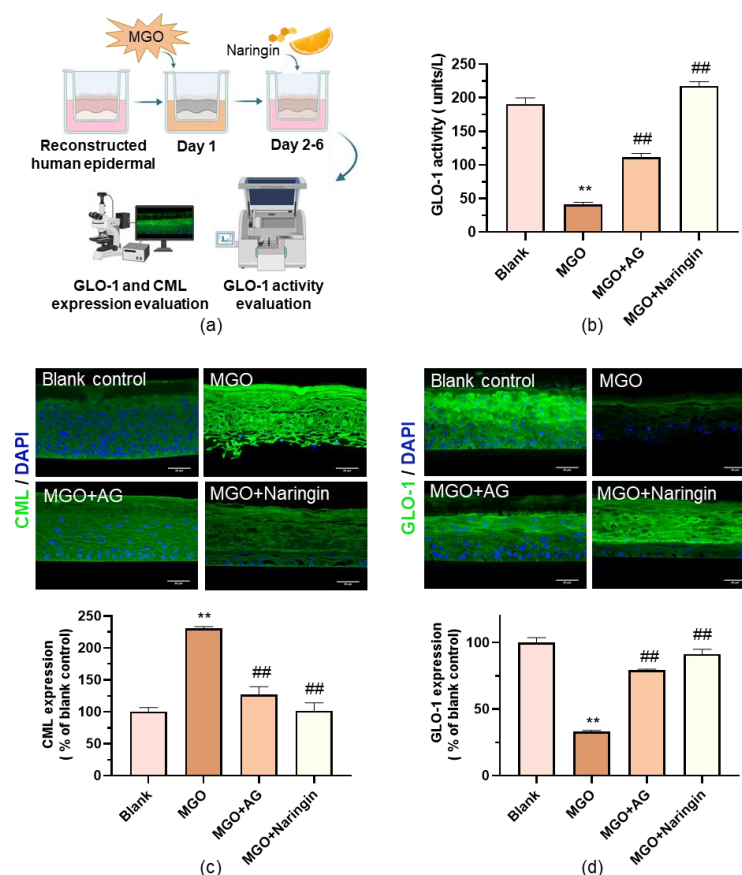 MGO
Naringin
Reconstructed
human epidermal
Day 1
Day 2-6
GLO-1 and CML
expression evaluation
GLO-1 activity
evaluation
(a)
GLO-1 activity ( units/L)
250
200
150
100
50
0
**
##
##
Blank
MGO
MGO+AG
MGO+Naringin
(b)
CML / DAPI
Blank control
MGO
MGO+AG
MGO+Naringin
CML expression
( % of blank control)
250
200
150
100
50
0
**
##
##
Blank
MGO
MGO+AG
MGO+Naringin
(c)
GLO-1 / DAPI
Blank control
MGO
MGO+AG
MGO+Naringin
GLO-1 expression
( % of blank control)
100
50
0
**
##
##
Blank
MGO
MGO+AG
MGO+Naringin
(d)